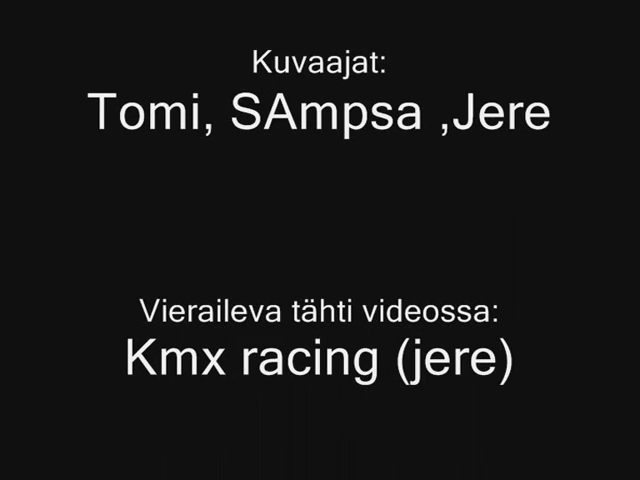 Kuvaajat:
Tomi, SAmpsa ,Jere
Vieraileva tähti videossa:
Kmx racing (jere)